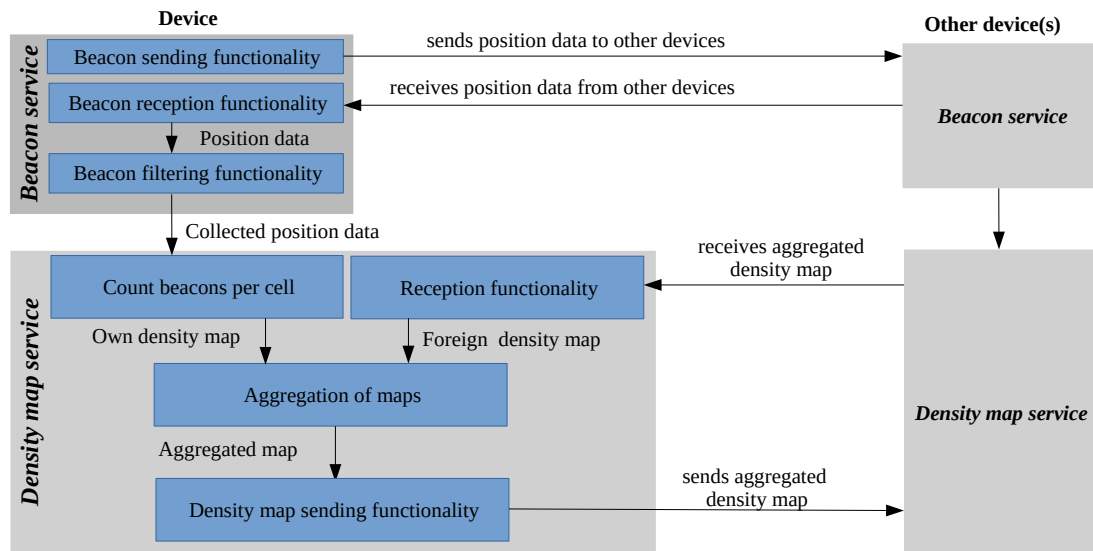 Device
Other device(s)
Beacon service
Beacon sending functionality
sends position data to other devices
Beacon reception functionality
receives position data from other devices
Beacon service
Position data
Beacon filtering functionality
Collected position data
Density map service
receives aggregated
density map
Count beacons per cell
Reception functionality
Own density map
Foreign density map
Aggregation of maps
Density map service
Aggregated map
sends aggregated
density map
Density map sending functionality